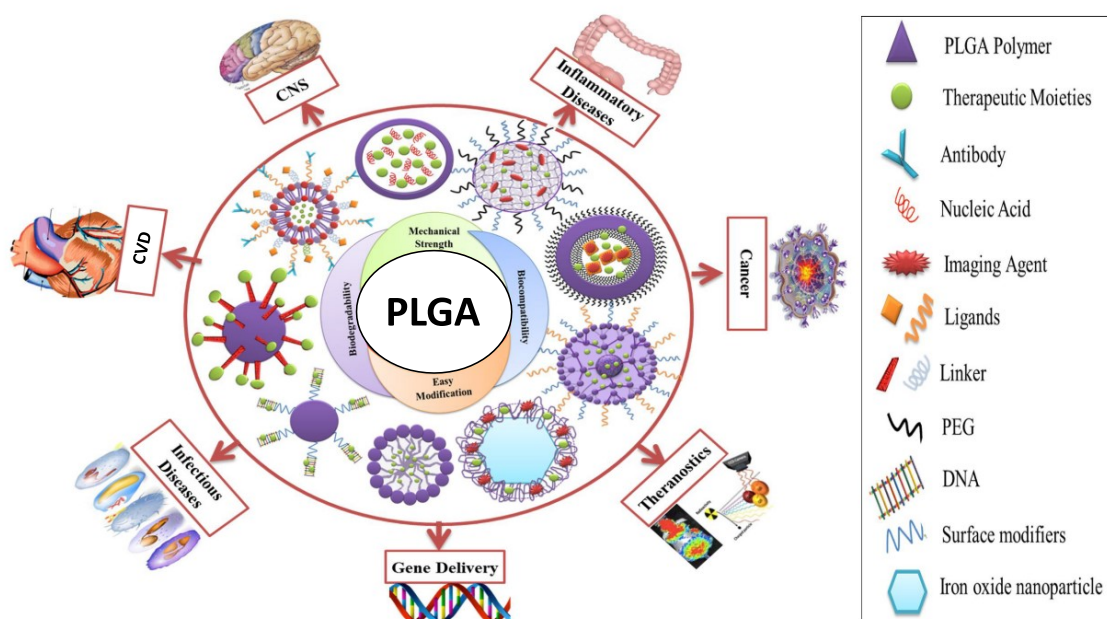 CNS
Inflammatory
Diseases
CVD
Cancer
Mechanical
Strength
Biodegradability
Biocompatibility
PLGA
Easy
Modification
Infectious
Diseases
Theranostics
Gene Delivery
PLGA Polymer
Therapeutic Moieties
Antibody
Nucleic Acid
Imaging Agent
Ligands
Linker
PEG
DNA
Surface modifiers
Iron oxide nanoparticle